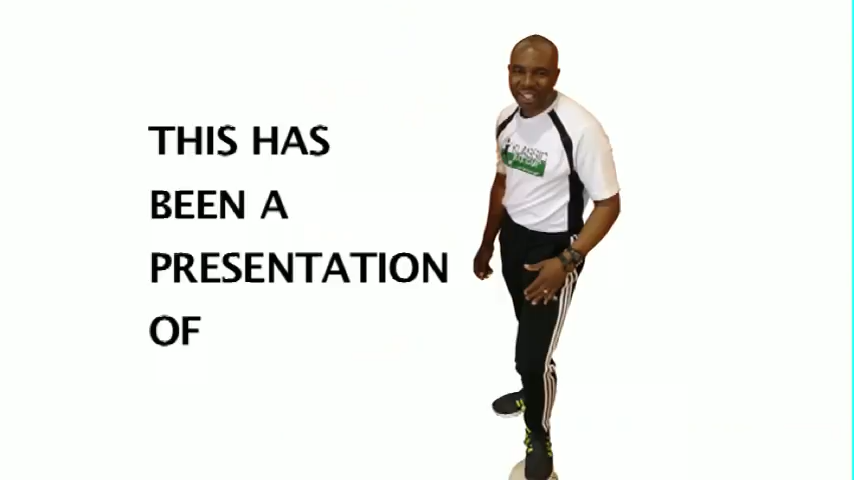 THIS HAS
BEEN A
PRESENTATION
OF